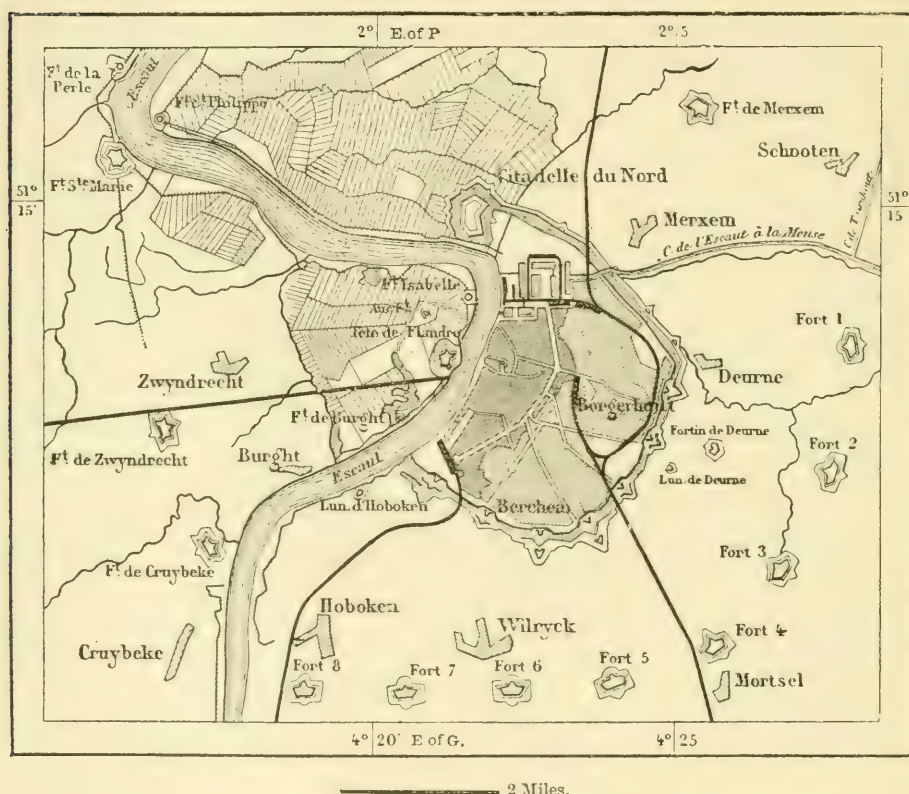 2° E. of P.
2° 5
Ft. de la Perle
Escaut
Ft. St. Philippe
Ft. de Merxem
Schooten
Ft. Ste. Marie
Citadelle du Nord
51° 15'
51° 15
Merxem
C. de l'Escaut à la Meuse
C. de Turnhout
Ft. Isabelle
Anc. Ft.
Tete de Flandre
Fort 1
Zwyndrecht
Deurne
Borgerhout
Ft. de Burght
Fortin de Deurne
Fort 2
Ft. de Zwyndrecht
Burght
Escaut
Lun. de Deurne
Lun. d'Hoboken
Berchem
Ft. de Cruybeke
Fort 3
Hoboken
Wilryck
Fort 4
Cruybeke
Fort 8
Fort 7
Fort 6
Fort 5
Mortsel
4° 20' E of G.
4° 25
2 Miles.